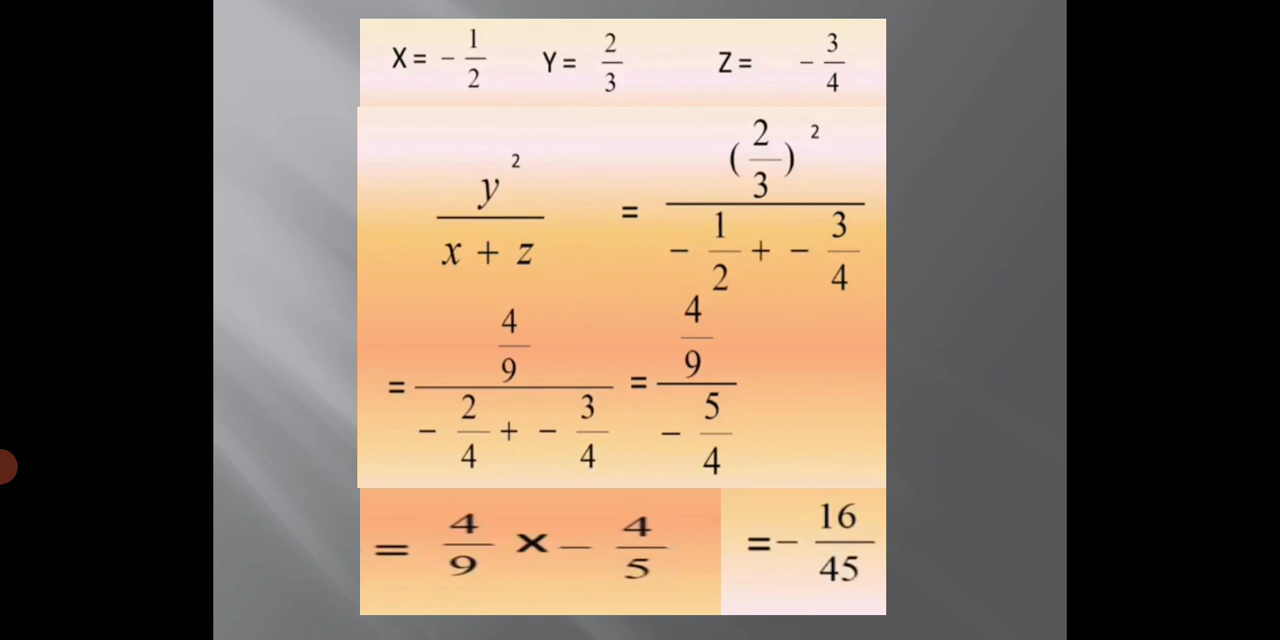 X = - 1/2 Y = 2/3 Z = - 3/4
y²/(x + z) = (2/3)²/(- 1/2 + - 3/4)
= (4/9)/(- 2/4 + - 3/4) = (4/9)/(- 5/4)
= 4/9 × - 4/5 = - 16/45